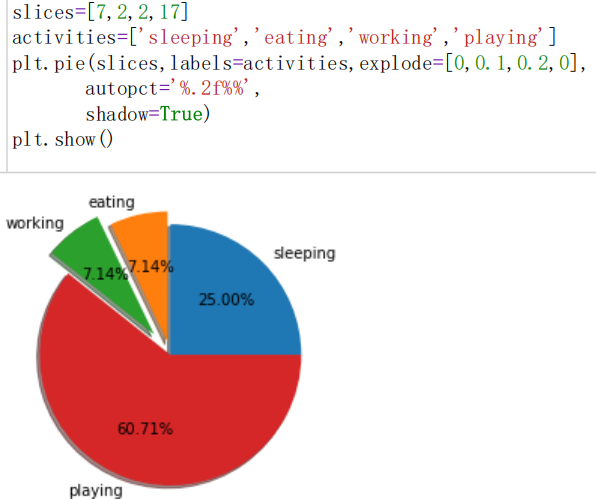 slices=[7,2,2,17]
activities=['sleeping','eating','working','playing']
plt.pie(slices,labels=activities,explode=[0,0.1,0.2,0],
autopct='%.2f%%',
shadow=True)
plt.show()
eating
working
sleeping
7.14%
7.14%
25.00%
60.71%
playing